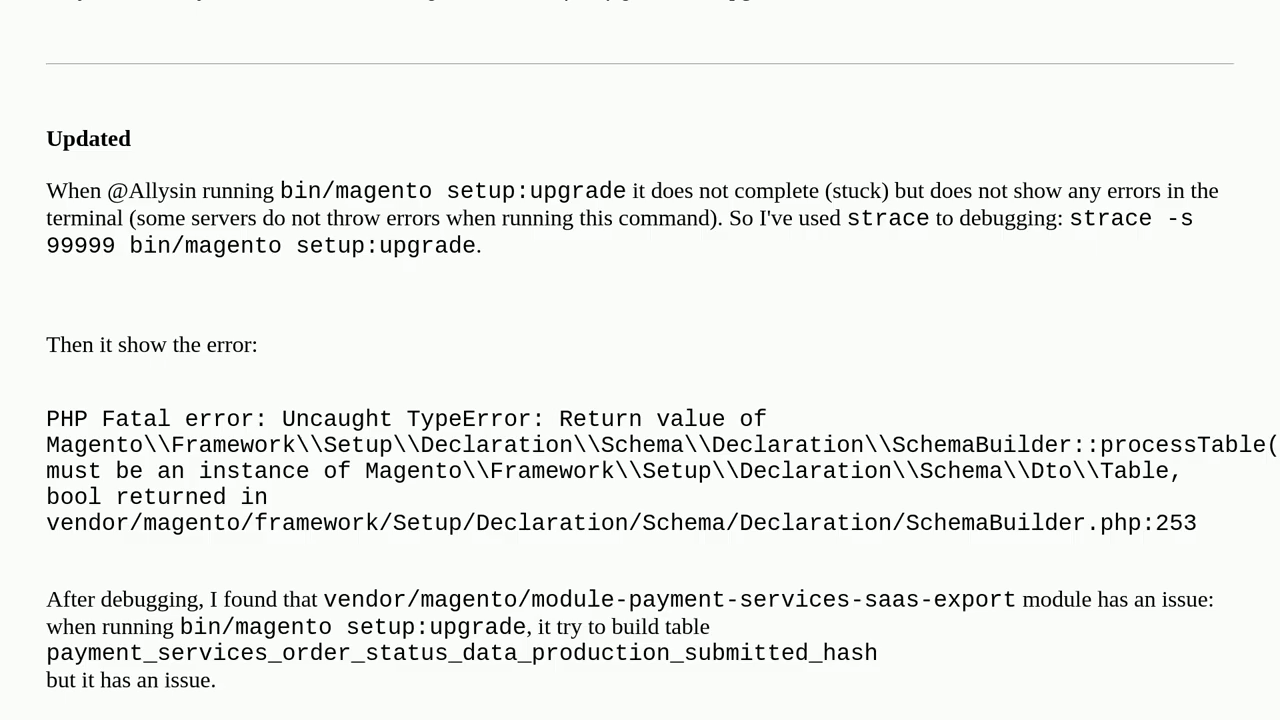 Updated
When @Allysin running bin/magento setup:upgrade it does not complete (stuck) but does not show any errors in the
terminal (some servers do not throw errors when running this command). So I've used strace to debugging: strace -s
99999 bin/magento setup:upgrade.
Then it show the error:
PHP Fatal error: Uncaught TypeError: Return value of
Magento\\Framework\\Setup\\Declaration\\Schema\\Declaration\\SchemaBuilder::processTable(
must be an instance of Magento\\Framework\\Setup\\Declaration\\Schema\\Dto\\Table,
bool returned in
vendor/magento/framework/Setup/Declaration/Schema/Declaration/SchemaBuilder.php:253
After debugging, I found that vendor/magento/module-payment-services-saas-export module has an issue:
when running bin/magento setup:upgrade, it try to build table
payment_services_order_status_data_production_submitted_hash
but it has an issue.